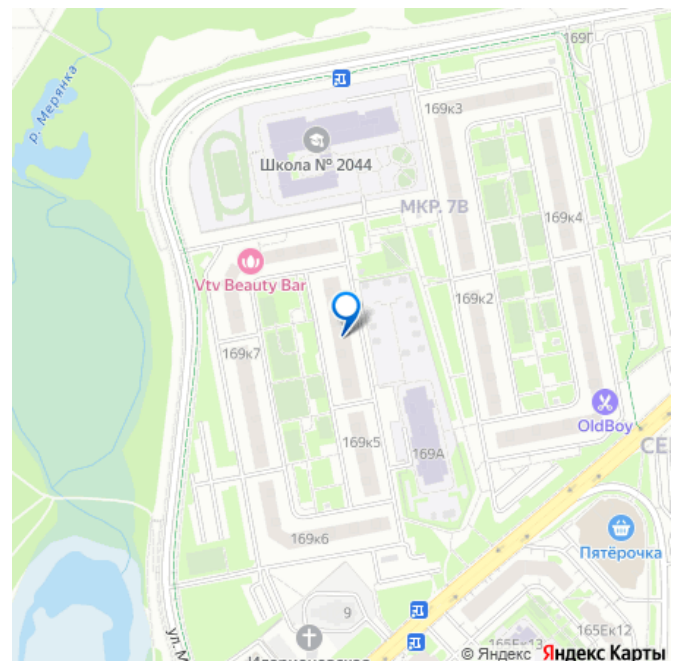 169Г
р. Мерянка
169к3
Школа № 2044
МКР. 7В
169к4
Vtv Beauty Bar
169к2
169к7
OldBoy
169к5
169А
СЕ
169к6
Пятёрочка
9
165Ек12
165Ек13
ул. М
© Яндекс Яндекс Карты